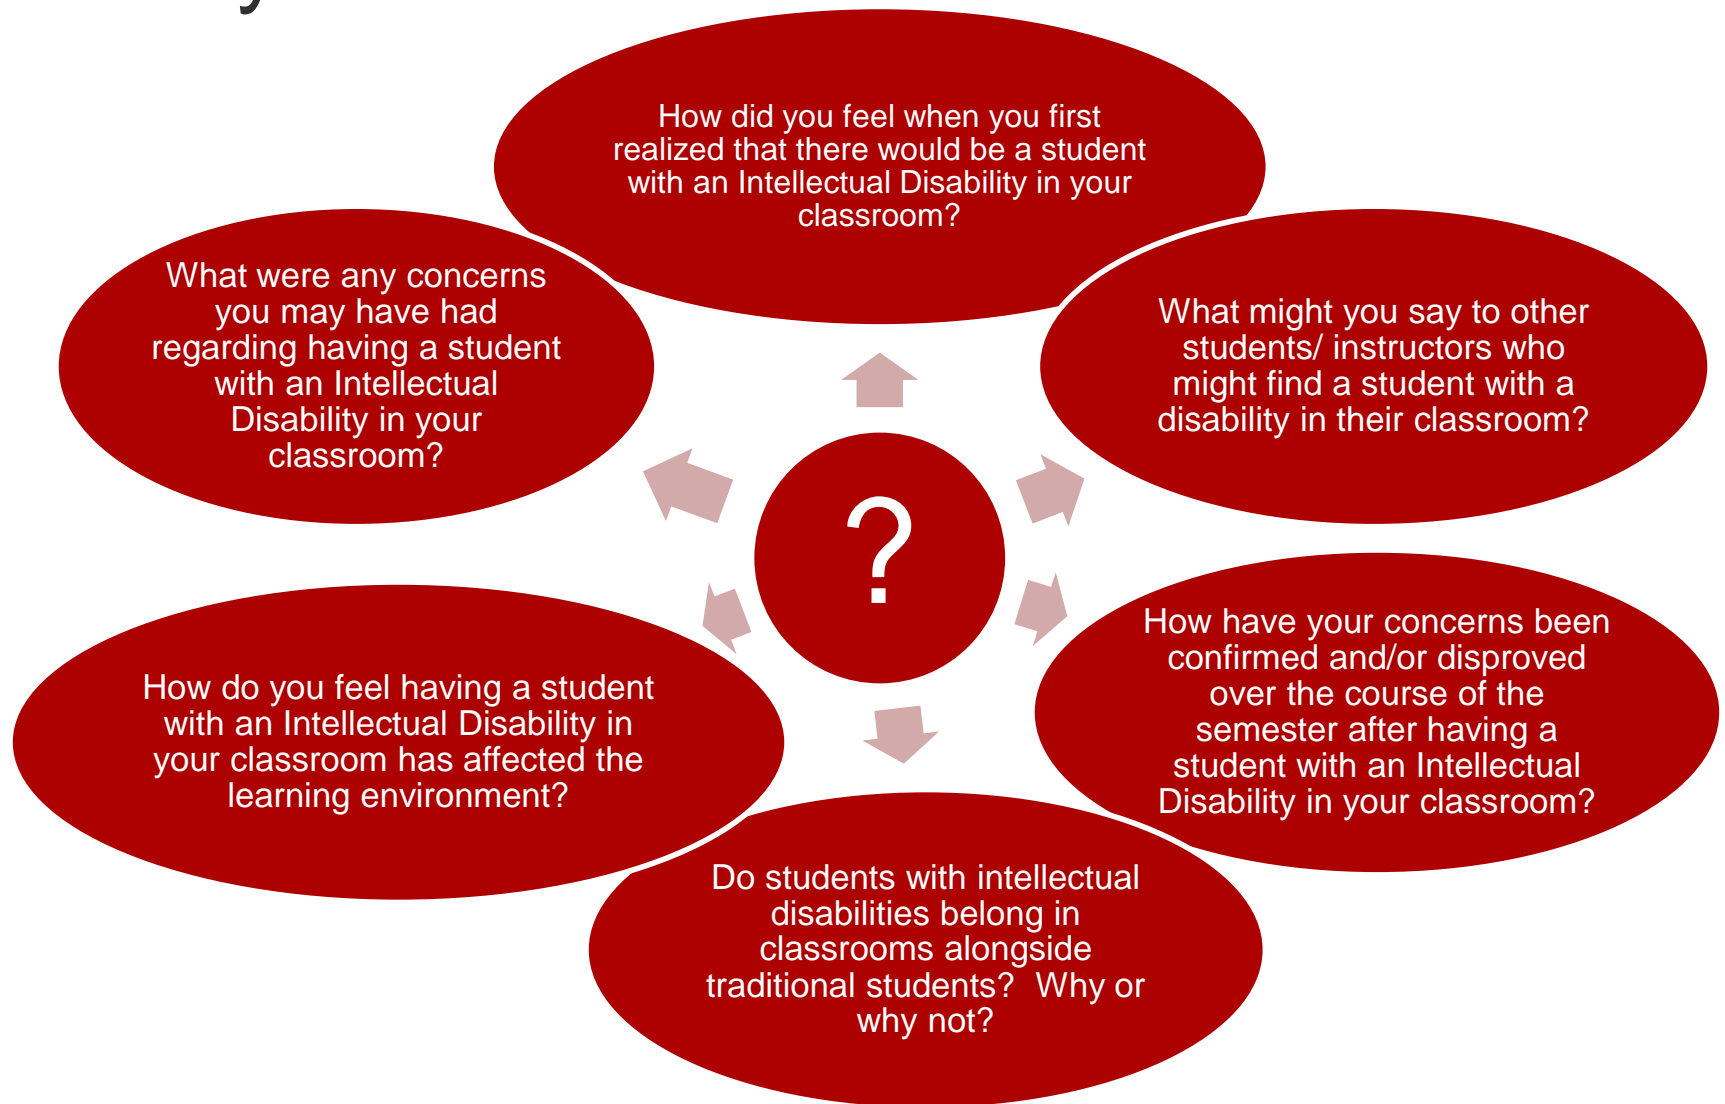 How did you feel when you first
realized that there would be a student
with an Intellectual Disability in your
classroom?
What might you say to other
students/ instructors who
might find a student with a
disability in their classroom?
How have your concerns been
confirmed and/or disproved
over the course of the
semester after having a
student with an Intellectual
Disability in your classroom?
Do students with intellectual
disabilities belong in
classrooms alongside
traditional students?  Why or
why not?
How do you feel having a student
with an Intellectual Disability in
your classroom has affected the
learning environment?
What were any concerns
you may have had
regarding having a student
with an Intellectual
Disability in your
classroom?
?